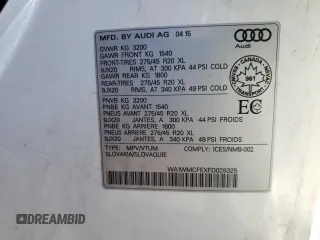 MFD. BY AUDI AG 04 15
GVWR KG 3200
GAWR FRONT KG 1540
FRONT-TIRES 275/45 R20 XL
9JX20 RIMS, AT 300 KPA 44 PSI COLD
GAWR REAR KG 1800
REAR-TIRES 275/45 R20 XL
9JX20 RIMS, AT 340 KPA 49 PSI COLD
PNVB KG 3200
PNBE KG AVANT 1540
PNEUS AVANT 275/45 R20 XL
9JX20 JANTES, A 300 KPA 44 PSI FROIDS
PNBE KG ARRIERE 1800
PNEUS ARRIERE 275/45 R20 XL
9JX20 JANTES, A 340 KPA 49 PSI FROIDS
MPV/VTUM COMPLY: ICES/NMB-002
SLOVAKIA/SLOVAQUIE
Audi
CANADA
961
EC
WA1WMCFEXFD025325
AUTOBIDMASTER